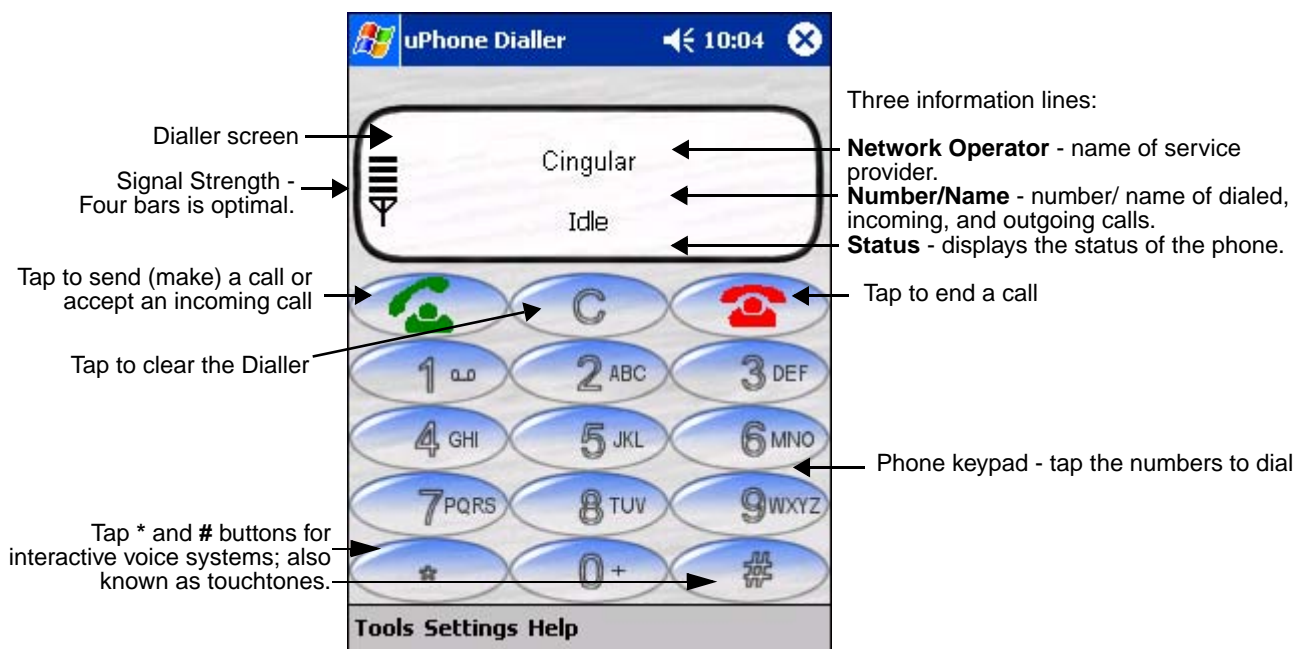 uPhone Dialler 10:04
Three information lines:
Dialler screen
Signal Strength -
Four bars is optimal.
Cingular
Idle
Network Operator - name of service
provider.
Number/Name - number/ name of dialed,
incoming, and outgoing calls.
Status - displays the status of the phone.
Tap to send (make) a call or
accept an incoming call
C
Tap to end a call
Tap to clear the Dialler
1
2 ABC
3 DEF
4 GHI
5 JKL
6 MNO
Phone keypad - tap the numbers to dial
7 PQRS
8 TUV
9 WXYZ
Tap * and # buttons for
interactive voice systems; also
known as touchtones.
*
0 +
#
Tools Settings Help